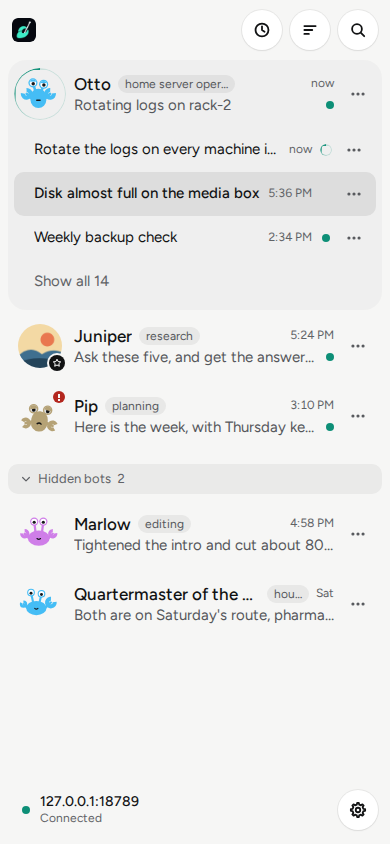 Otto home server oper... now
Rotating logs on rack-2
Rotate the logs on every machine i... now
Disk almost full on the media box 5:36 PM
Weekly backup check 2:34 PM
Show all 14
Juniper research 5:24 PM
Ask these five, and get the answer...
Pip planning 3:10 PM
Here is the week, with Thursday ke...
Hidden bots 2
Marlow editing 4:58 PM
Tightened the intro and cut about 80...
Quartermaster of the ... hou... Sat
Both are on Saturday's route, pharma...
127.0.0.1:18789
Connected